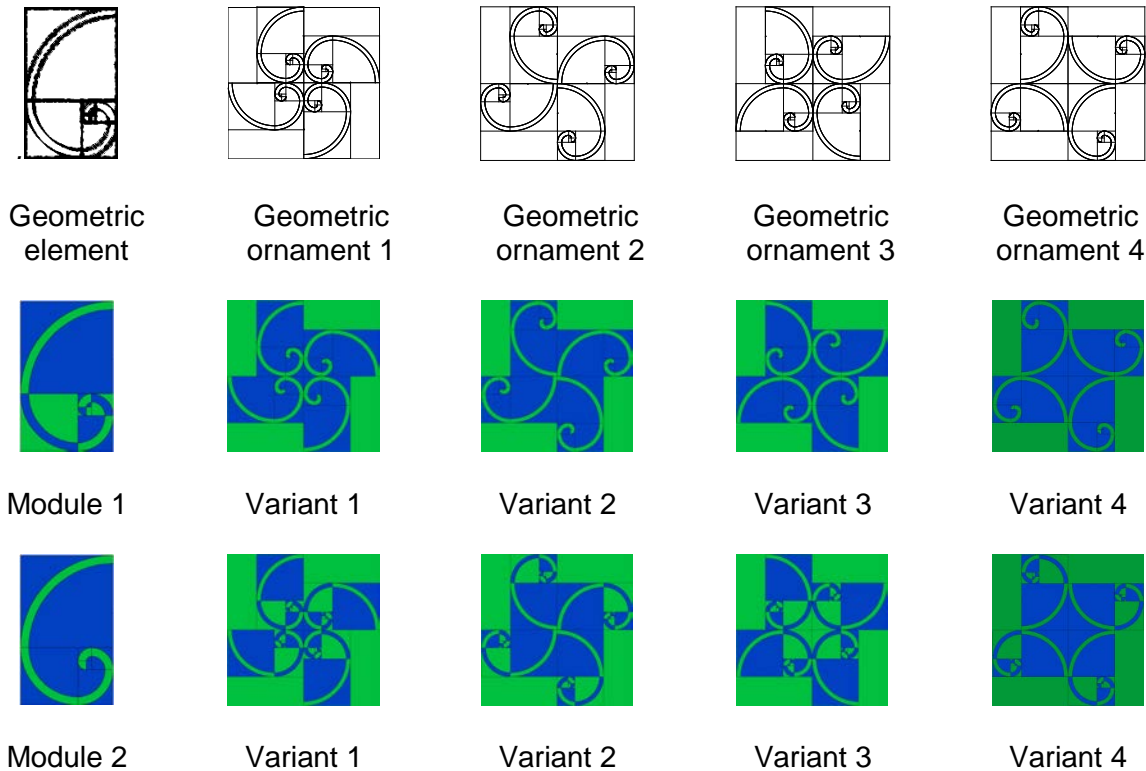 Geometric element
Geometric ornament 1
Geometric ornament 2
Geometric ornament 3
Geometric ornament 4
Module 1
Variant 1
Variant 2
Variant 3
Variant 4
Module 2
Variant 1
Variant 2
Variant 3
Variant 4